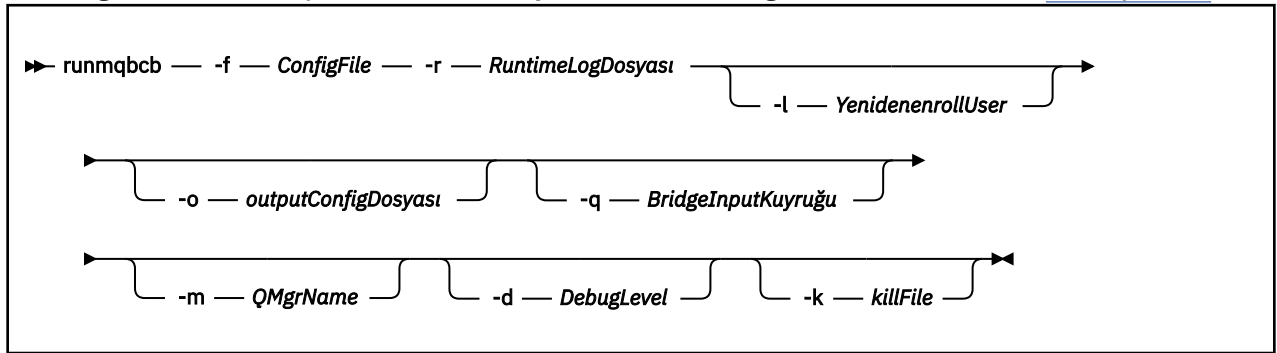 runmqbcb -f ConfigFile -r RuntimeLogDosyası
-l YenidenenrollUser
-o outputConfigDosyası -q BridgeInputKuyruğu
-m QMgrName -d DebugLevel -k killFile